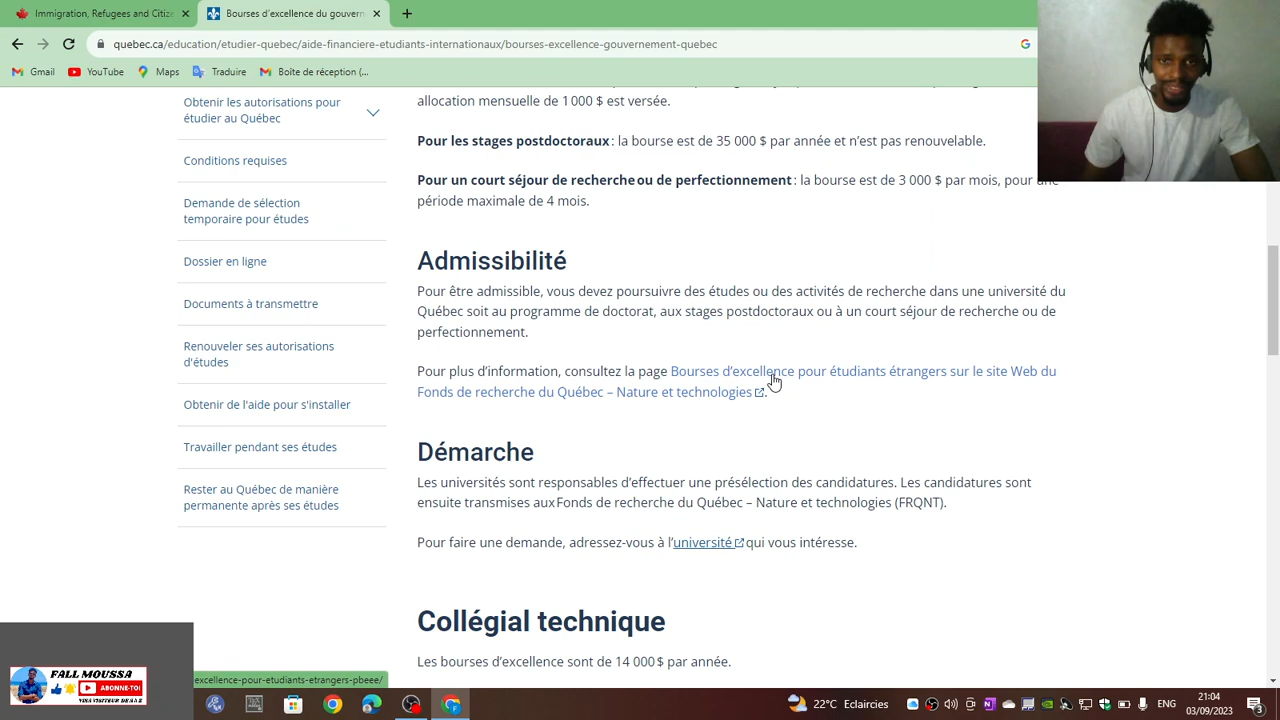 Immigration, Refugees and Citize
Bourses d'excellence du gouvern
quebec.ca/education/etudier-quebec/aide-financiere-etudiants-internationaux/bourses-excellence-gouvernement-quebec
Gmail
YouTube
Maps
Traduire
Boîte de réception (...
Obtenir les autorisations pour
étudier au Québec
Conditions requises
Demande de sélection
temporaire pour études
Dossier en ligne
Documents à transmettre
Renouveler ses autorisations
d'études
Obtenir de l'aide pour s'installer
Travailler pendant ses études
Rester au Québec de manière
permanente après ses études
allocation mensuelle de 1 000 $ est versée.
Pour les stages postdoctoraux : la bourse est de 35 000 $ par année et n’est pas renouvelable.
Pour un court séjour de recherche ou de perfectionnement : la bourse est de 3 000 $ par mois, pour une
période maximale de 4 mois.
Admissibilité
Pour être admissible, vous devez poursuivre des études ou des activités de recherche dans une université du
Québec soit au programme de doctorat, aux stages postdoctoraux ou à un court séjour de recherche ou de
perfectionnement.
Pour plus d’information, consultez la page Bourses d’excellence pour étudiants étrangers sur le site Web du
Fonds de recherche du Québec – Nature et technologies.
Démarche
Les universités sont responsables d’effectuer une présélection des candidatures. Les candidatures sont
ensuite transmises aux Fonds de recherche du Québec – Nature et technologies (FRQNT).
Pour faire une demande, adressez-vous à l’université qui vous intéresse.
Collégial technique
Les bourses d’excellence sont de 14 000 $ par année.
FALL MOUSSA
ABONNE-TOI
VISA VISITEUR DE A à Z
excellence-pour-etudiants-etrangers-pbeee/
22°C Eclaircies
21:04
03/09/2023